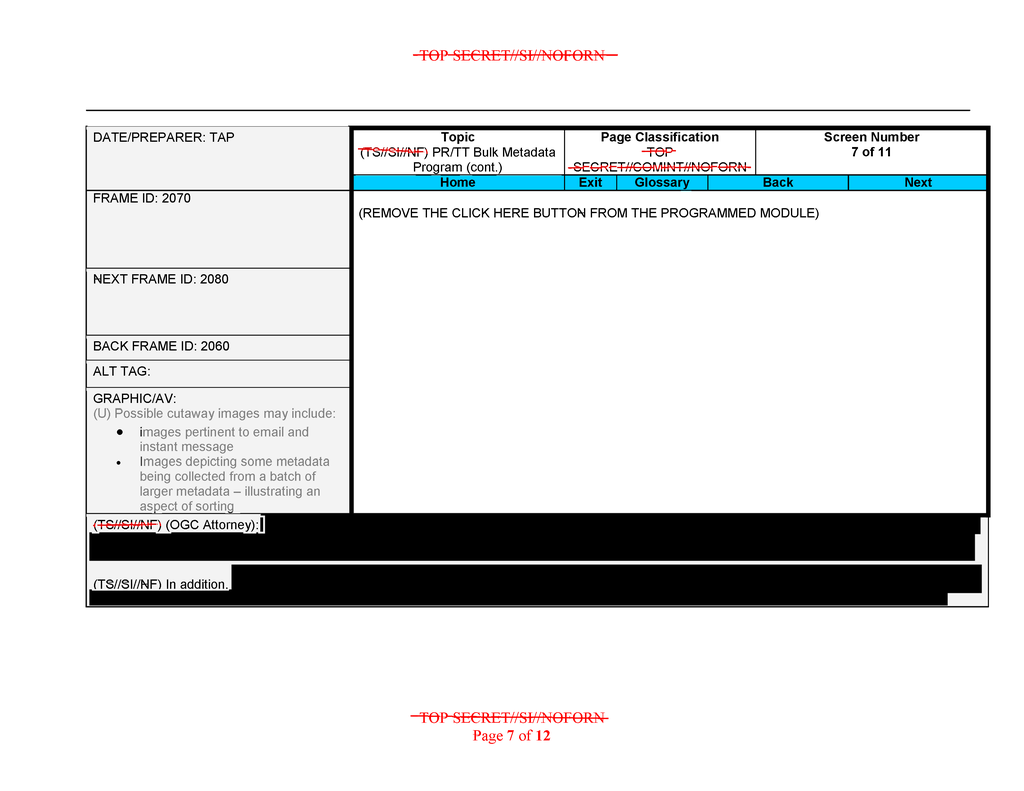 TOP SECRET//SI//NOFORN
DATE/PREPARER: TAP
Topic
(TS//SI//NF) PR/TT Bulk Metadata
Program (cont.)
Page Classification
TOP
SECRET//COMINT//NOFORN
Screen Number
7 of 11
Home Exit Glossary Back Next
FRAME ID: 2070
(REMOVE THE CLICK HERE BUTTON FROM THE PROGRAMMED MODULE)
NEXT FRAME ID: 2080
BACK FRAME ID: 2060
ALT TAG:
GRAPHIC/AV:
(U) Possible cutaway images may include:
• images pertinent to email and
instant message
• Images depicting some metadata
being collected from a batch of
larger metadata – illustrating an
aspect of sorting
(TS//SI//NF) (OGC Attorney):
(TS//SI//NF) In addition,
TOP SECRET//SI//NOFORN
Page 7 of 12